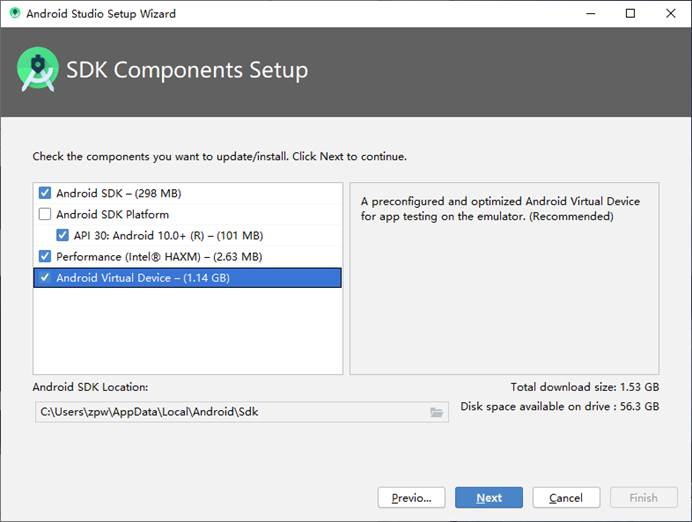 Android Studio Setup Wizard
SDK Components Setup
Check the components you want to update/install. Click Next to continue.
Android SDK – (298 MB)
Android SDK Platform
API 30: Android 10.0+ (R) – (101 MB)
Performance (Intel® HAXM) – (2.63 MB)
Android Virtual Device – (1.14 GB)
A preconfigured and optimized Android Virtual Device
for app testing on the emulator. (Recommended)
Android SDK Location:
C:\Users\zpw\AppData\Local\Android\Sdk
Total download size: 1.53 GB
Disk space available on drive : 56.3 GB
Previo...
Next
Cancel
Finish